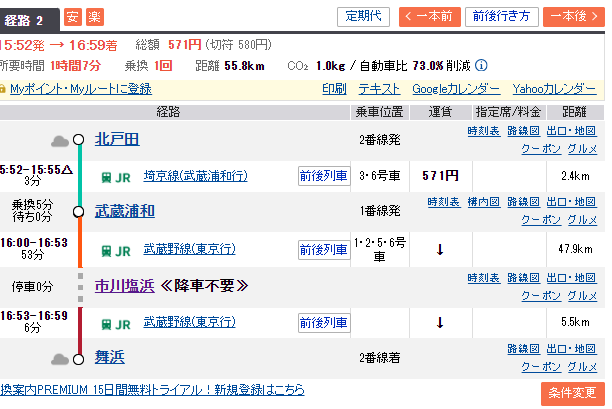 経路 2 安 楽 定期代 <一本前 前後行き方 一本後>
15:52発 → 16:59着 総額 571円 (切符 580円)
所要時間 1時間7分 乗換 1回 距離 55.8km CO₂ 1.0kg / 自動車比 73.0% 削減
Myポイント・Myルートに登録 印刷 テキスト Googleカレンダー Yahooカレンダー
経路 乗車位置 運賃 指定席/料金 距離
北戸田 2番線発 時刻表 路線図 出口・地図
クーポン グルメ
5:52-15:55△
3分
JR 埼京線(武蔵浦和行) 前後列車 3・6号車 571円 2.4km
乗換5分
待ち0分
武蔵浦和 1番線発 時刻表 構内図 路線図 出口・地図
クーポン グルメ
16:00-16:53
53分
JR 武蔵野線(東京行) 前後列車 1・2・5・6号車 ↓ 47.9km
停車0分 市川塩浜 ≪降車不要≫ 時刻表 路線図 出口・地図
クーポン グルメ
16:53-16:59
6分
JR 武蔵野線(東京行) 前後列車 ↓ 5.5km
舞浜 2番線着 路線図 出口・地図
クーポン グルメ
換案内PREMIUM 15日間無料トライアル!新規登録はこちら
条件変更